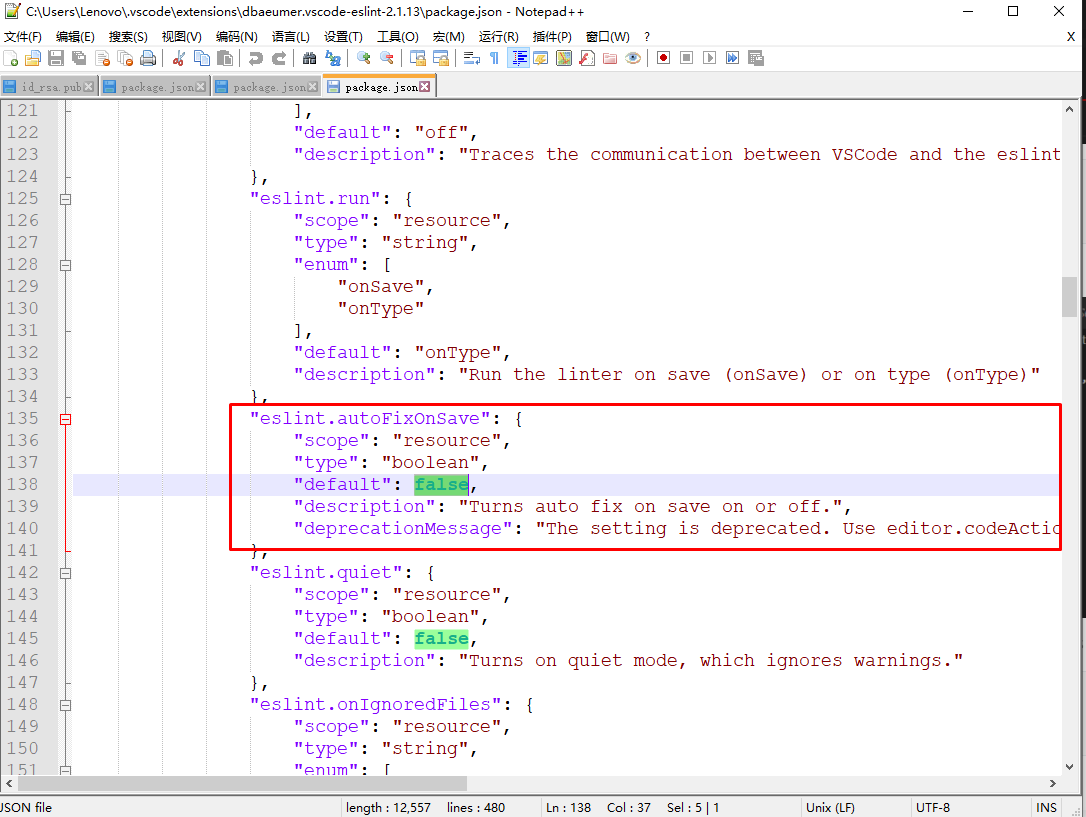 C:\Users\Lenovo\.vscode\extensions\dbaeumer.vscode-eslint-2.1.13\package.json - Notepad++
文件(F) 编辑(E) 搜索(S) 视图(V) 编码(N) 语言(L) 设置(T) 工具(O) 宏(M) 运行(R) 插件(P) 窗口(W) ? X
id_rsa.pub package.json package.json package.json
121 ],
122 "default": "off",
123 "description": "Traces the communication between VSCode and the eslint
124 },
125 "eslint.run": {
126 "scope": "resource",
127 "type": "string",
128 "enum": [
129 "onSave",
130 "onType"
131 ],
132 "default": "onType",
133 "description": "Run the linter on save (onSave) or on type (onType)"
134 },
135 "eslint.autoFixOnSave": {
136 "scope": "resource",
137 "type": "boolean",
138 "default": false,
139 "description": "Turns auto fix on save on or off.",
140 "deprecationMessage": "The setting is deprecated. Use editor.codeActio
141 },
142 "eslint.quiet": {
143 "scope": "resource",
144 "type": "boolean",
145 "default": false,
146 "description": "Turns on quiet mode, which ignores warnings."
147 },
148 "eslint.onIgnoredFiles": {
149 "scope": "resource",
150 "type": "string",
151 "enum": [
JSON file length : 12,557 lines : 480 Ln : 138 Col : 37 Sel : 5 | 1 Unix (LF) UTF-8 INS